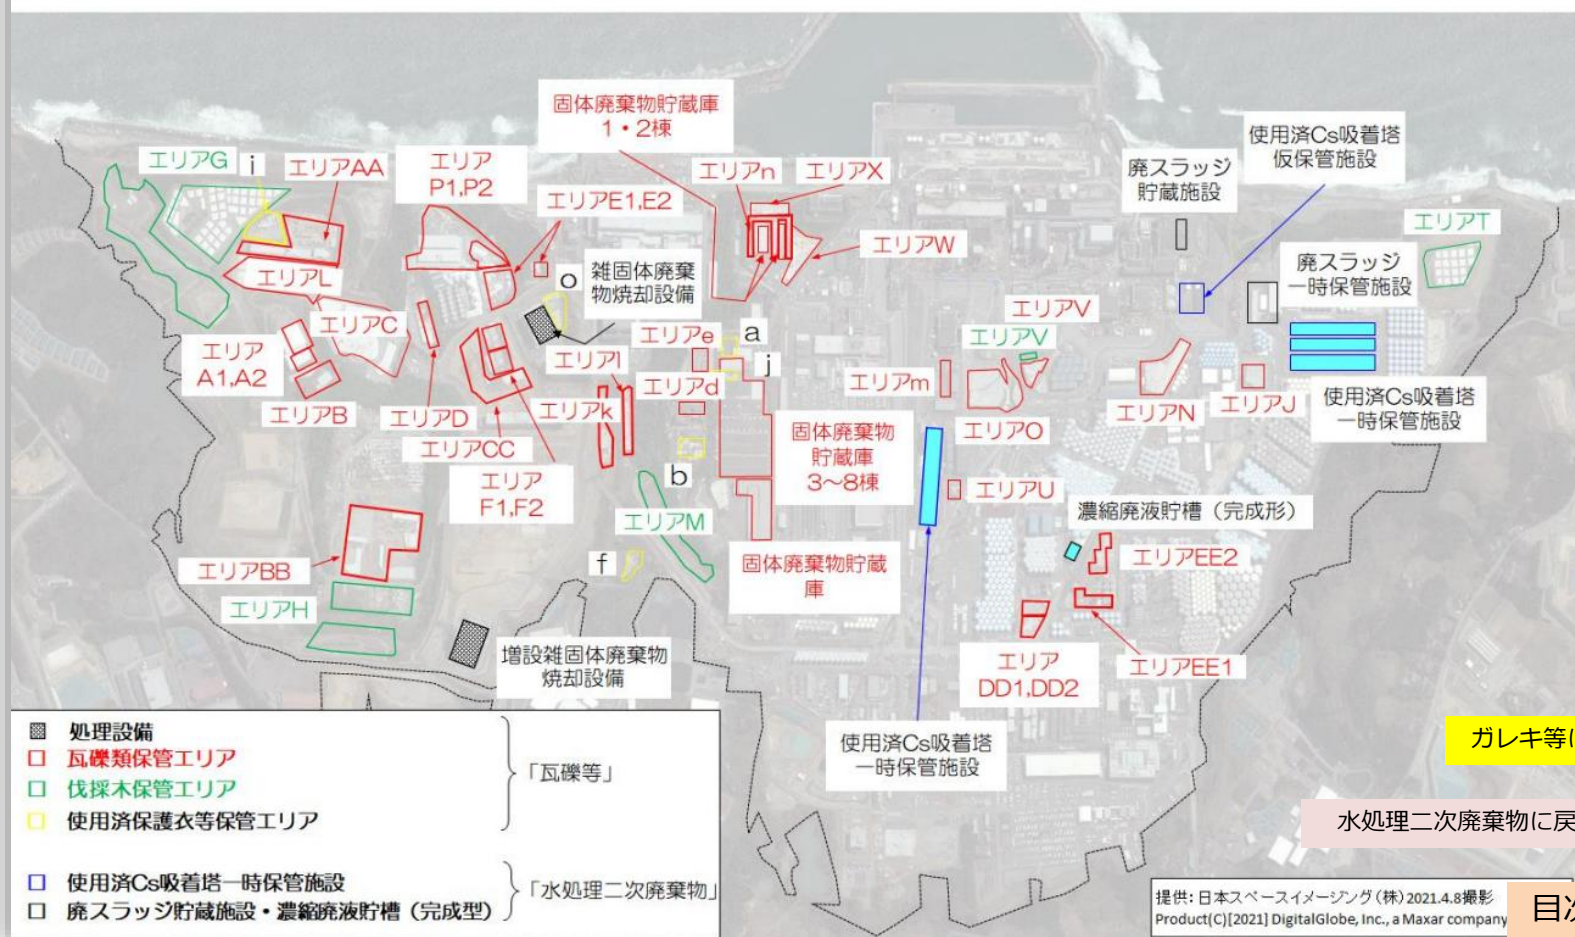 固体廃棄物貯蔵庫
1・2棟
エリアG
i
エリアAA
エリア
P1,P2
エリアE1,E2
エリアn
エリアX
エリアW
廃スラッジ
貯蔵施設
使用済Cs吸着塔
仮保管施設
エリアT
廃スラッジ
一時保管施設
エリアL
o
雑固体廃棄
物焼却設備
エリアC
エリア
A1,A2
エリアB
エリアD
エリアCC
エリアl
エリアk
エリア
F1,F2
エリアe
a
j
エリアd
b
エリアV
エリアV
エリアm
エリアO
エリアN
エリアJ
使用済Cs吸着塔
一時保管施設
固体廃棄物
貯蔵庫
3～8棟
エリアU
濃縮廃液貯槽（完成形）
エリアM
f
固体廃棄物貯蔵
庫
エリアEE2
エリアBB
エリアH
増設雑固体廃棄物
焼却設備
エリア
DD1,DD2
エリアEE1
使用済Cs吸着塔
一時保管施設
処理設備
瓦礫類保管エリア
伐採木保管エリア
使用済保護衣等保管エリア
「瓦礫等」
使用済Cs吸着塔一時保管施設
廃スラッジ貯蔵施設・濃縮廃液貯槽（完成型）
「水処理二次廃棄物」
ガレキ等に
水処理二次廃棄物に戻
提供：日本スペースイメージング（株）2021.4.8撮影
Product(C)[2021] DigitalGlobe, Inc., a Maxar company
目次